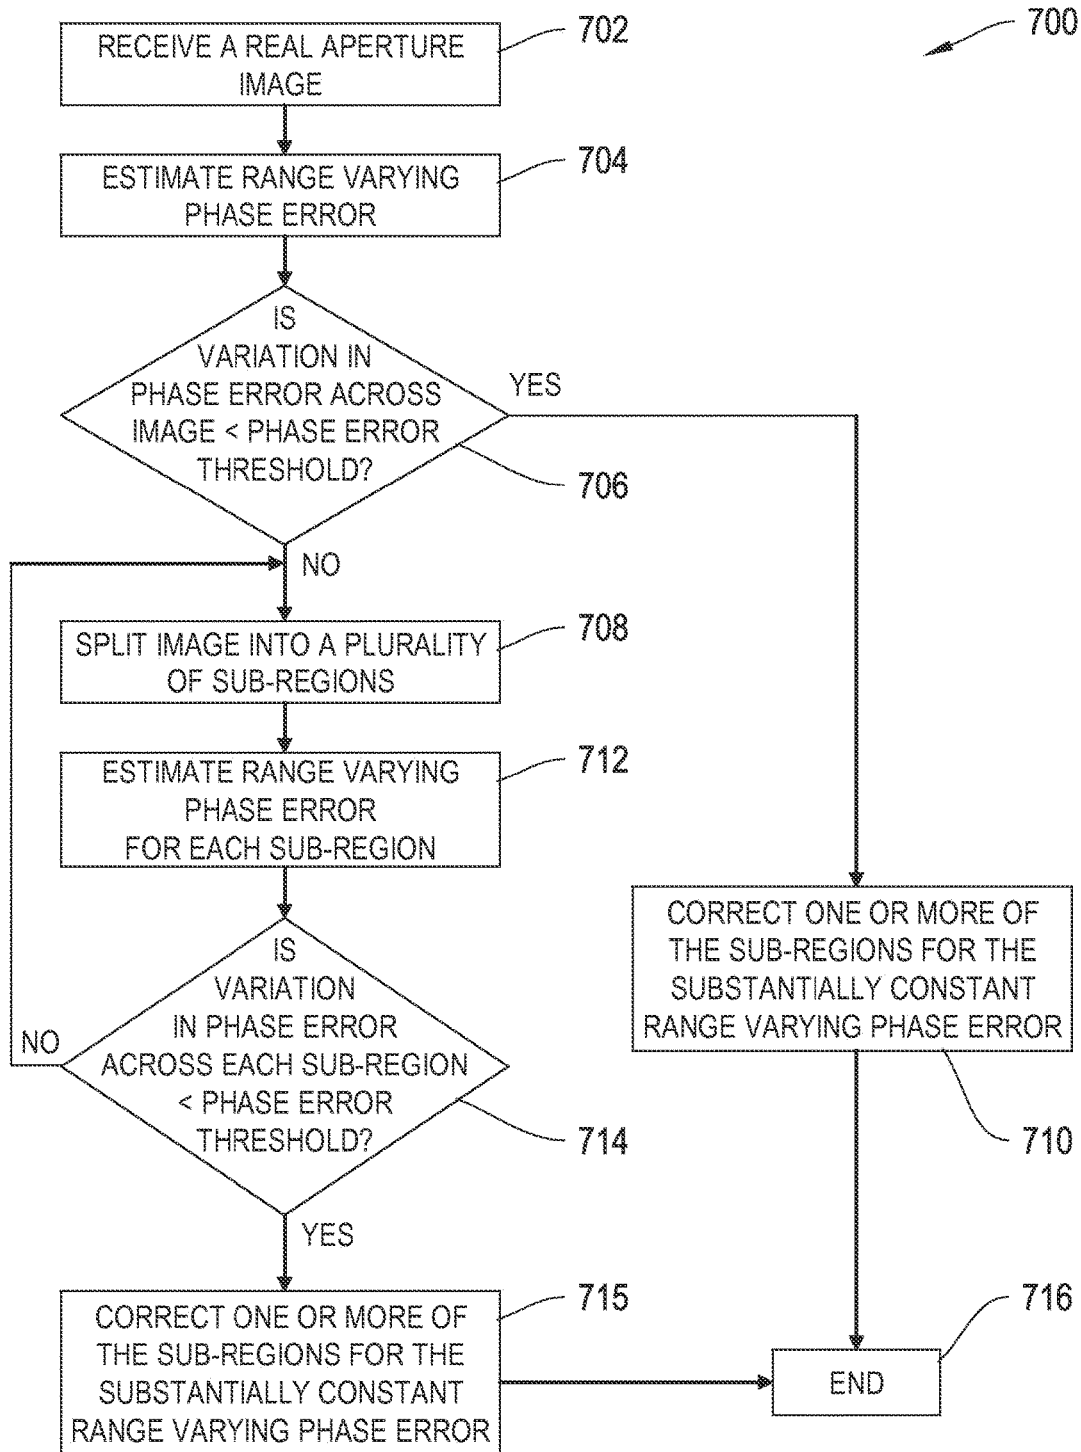 700
RECEIVE A REAL APERTURE
IMAGE
702
ESTIMATE RANGE VARYING
PHASE ERROR
704
IS
VARIATION IN
PHASE ERROR ACROSS
IMAGE < PHASE ERROR
THRESHOLD?
706
YES
NO
SPLIT IMAGE INTO A PLURALITY
OF SUB-REGIONS
708
ESTIMATE RANGE VARYING
PHASE ERROR
FOR EACH SUB-REGION
712
IS
VARIATION
IN PHASE ERROR
ACROSS EACH SUB-REGION
< PHASE ERROR
THRESHOLD?
714
NO
YES
CORRECT ONE OR MORE OF
THE SUB-REGIONS FOR THE
SUBSTANTIALLY CONSTANT
RANGE VARYING PHASE ERROR
710
CORRECT ONE OR MORE OF
THE SUB-REGIONS FOR THE
SUBSTANTIALLY CONSTANT
RANGE VARYING PHASE ERROR
715
END
716